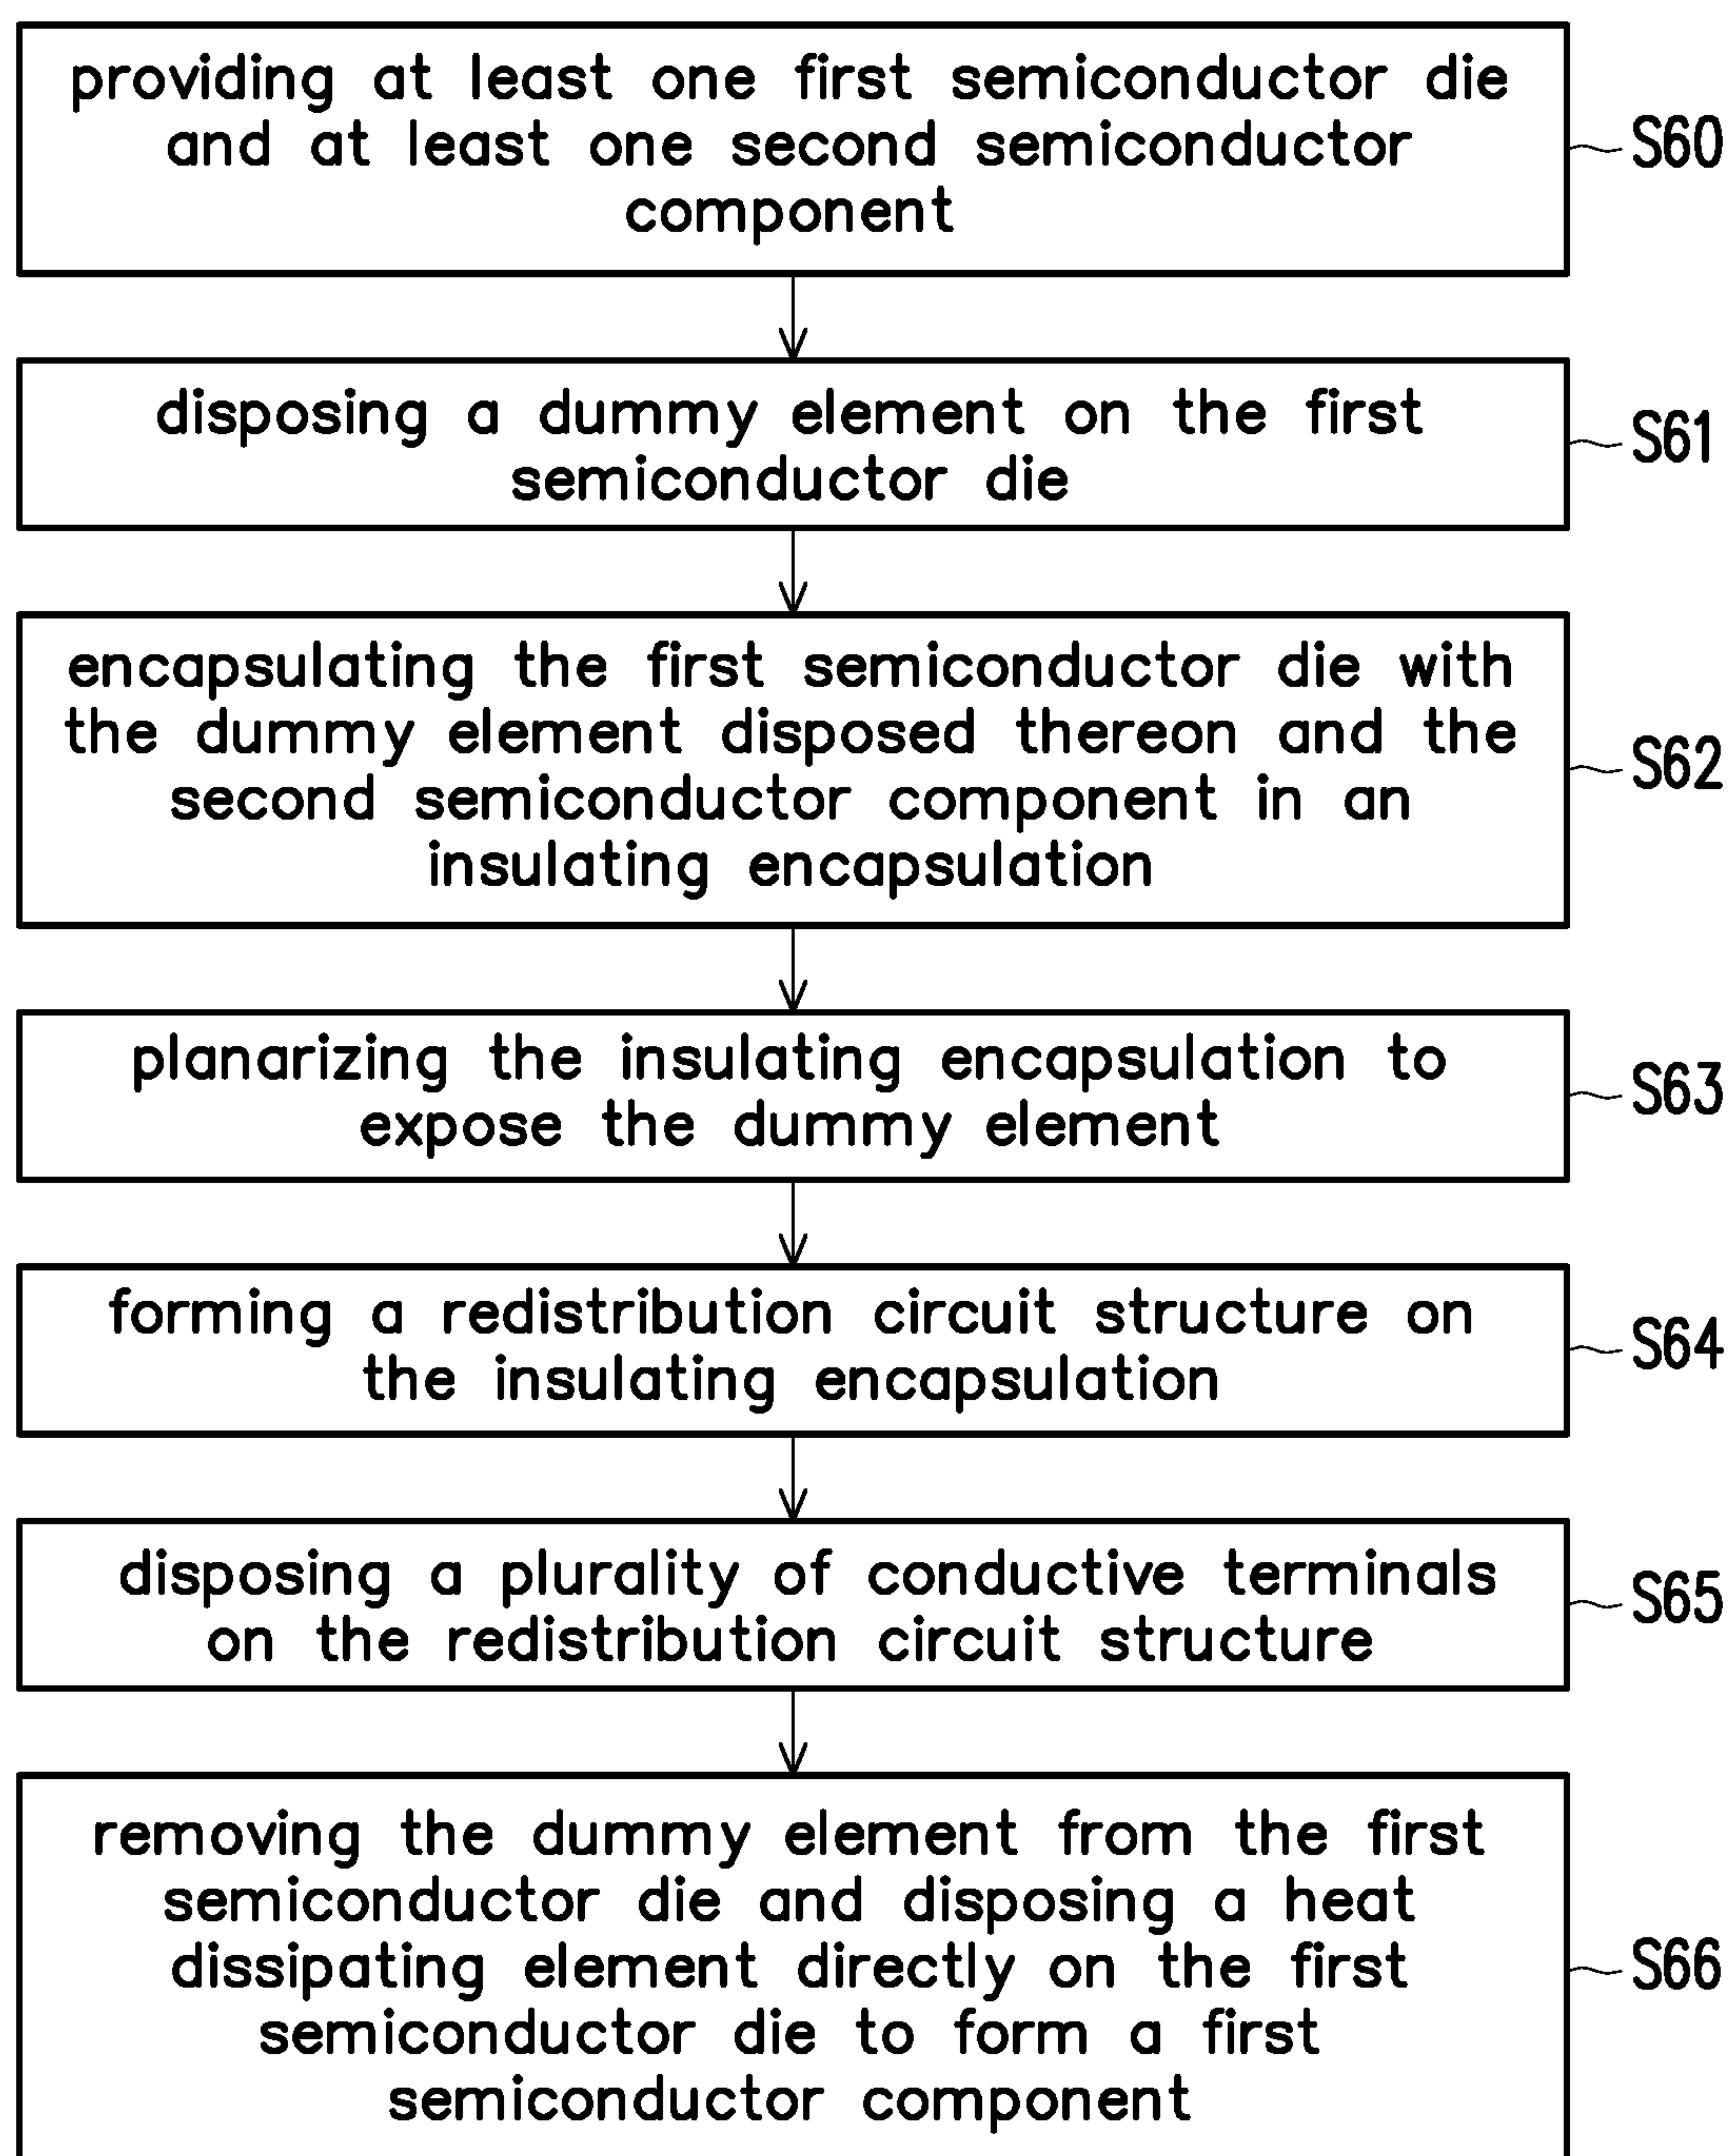 providing at least one first semiconductor die
and at least one second semiconductor
component
S60
disposing a dummy element on the first
semiconductor die
S61
encapsulating the first semiconductor die with
the dummy element disposed thereon and the
second semiconductor component in an
insulating encapsulation
S62
planarizing the insulating encapsulation to
expose the dummy element
S63
forming a redistribution circuit structure on
the insulating encapsulation
S64
disposing a plurality of conductive terminals
on the redistribution circuit structure
S65
removing the dummy element from the first
semiconductor die and disposing a heat
dissipating element directly on the first
semiconductor die to form a first
semiconductor component
S66